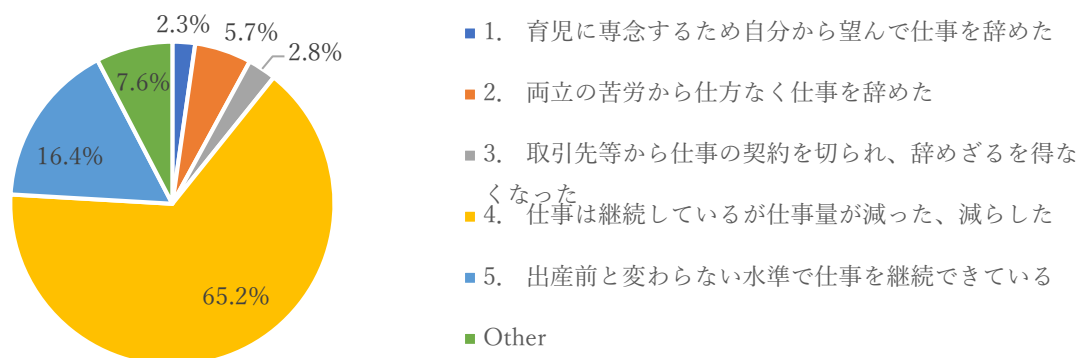 2.3%
5.7%
2.8%
7.6%
16.4%
65.2%
1. 育児に専念するため自分から望んで仕事を辞めた
2. 両立の苦労から仕方なく仕事を辞めた
3. 取引先等から仕事の契約を切られ、辞めざるを得な
くなった
4. 仕事は継続しているが仕事量が減った、減らした
5. 出産前と変わらない水準で仕事を継続できている
Other